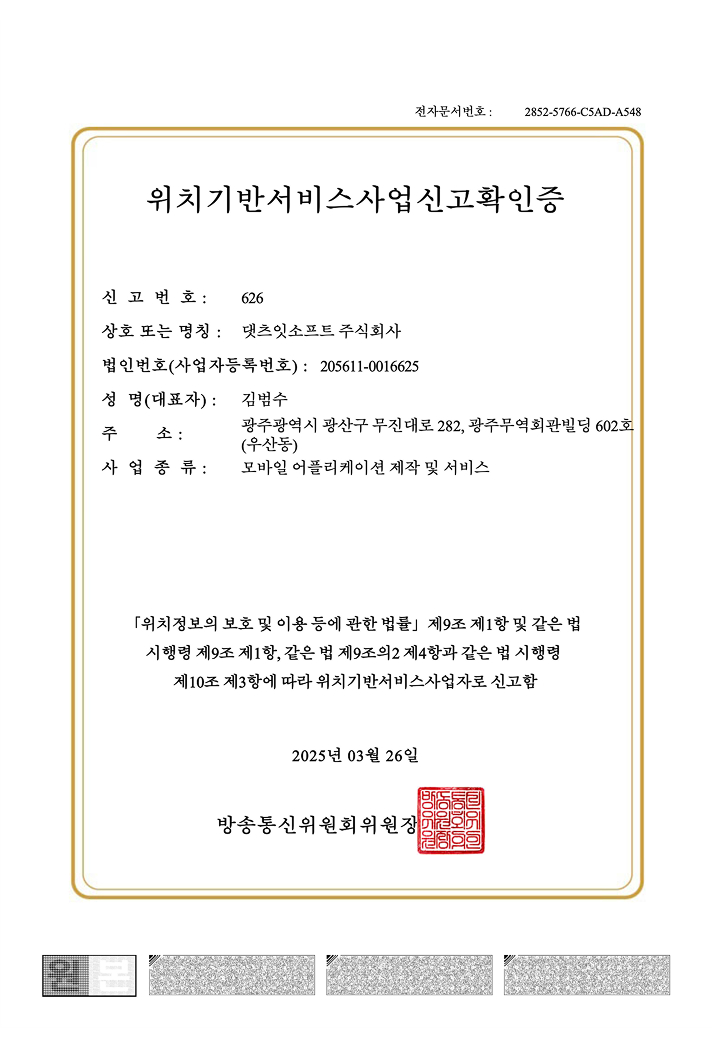 전자문서번호 : 2852-5766-C5AD-A548
위치기반서비스사업신고확인증
신 고 번 호 : 626
상호 또는 명칭 : 댓츠잇소프트 주식회사
법인번호(사업자등록번호) : 205611-0016625
성 명(대표자) : 김범수
주 소 : 광주광역시 광산구 무진대로 282, 광주무역회관빌딩 602호
(우산동)
사 업 종 류 : 모바일 어플리케이션 제작 및 서비스
「위치정보의 보호 및 이용 등에 관한 법률」제9조 제1항 및 같은 법
시행령 제9조 제1항, 같은 법 제9조의2 제4항과 같은 법 시행령
제10조 제3항에 따라 위치기반서비스사업자로 신고함
2025년 03월 26일
방송통신위원회위원장
원본